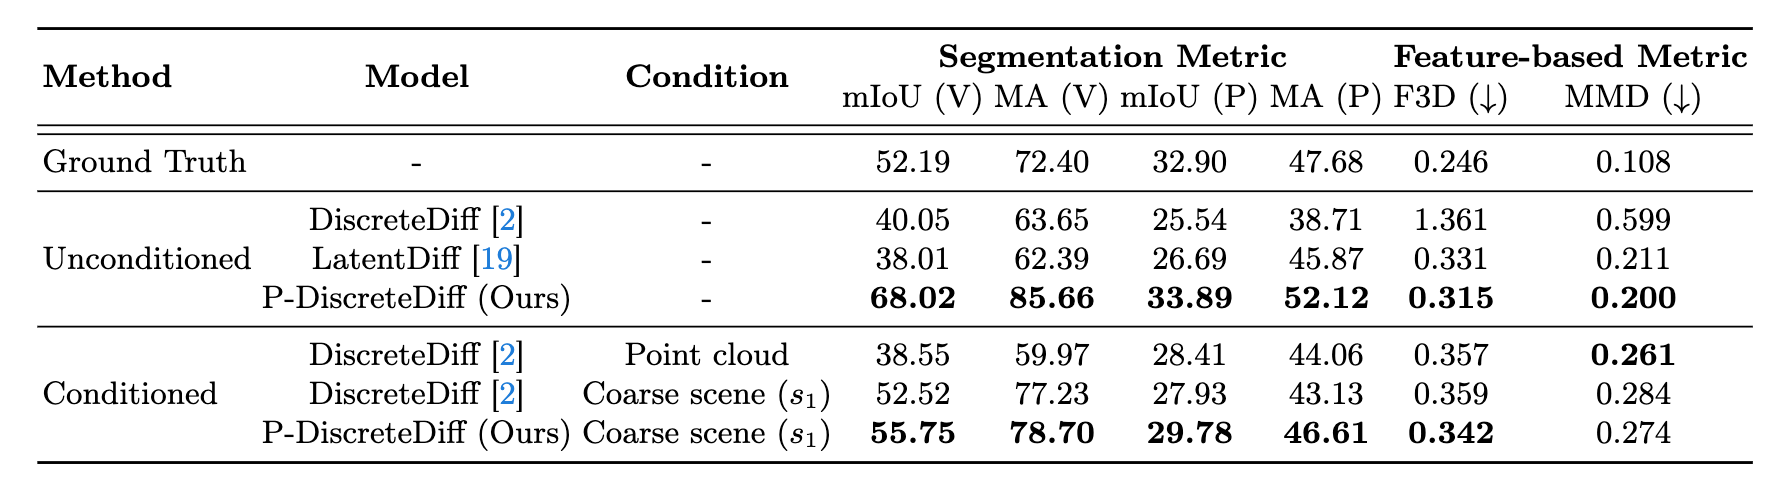 Method Model Condition Segmentation Metric Feature-based Metric
mIoU (V) MA (V) mIoU (P) MA (P) F3D (↓) MMD (↓)
Ground Truth - - 52.19 72.40 32.90 47.68 0.246 0.108
DiscreteDiff [2] - 40.05 63.65 25.54 38.71 1.361 0.599
Unconditioned LatentDiff [19] - 38.01 62.39 26.69 45.87 0.331 0.211
P-DiscreteDiff (Ours) - 68.02 85.66 33.89 52.12 0.315 0.200
DiscreteDiff [2] Point cloud 38.55 59.97 28.41 44.06 0.357 0.261
Conditioned DiscreteDiff [2] Coarse scene (s₁) 52.52 77.23 27.93 43.13 0.359 0.284
P-DiscreteDiff (Ours) Coarse scene (s₁) 55.75 78.70 29.78 46.61 0.342 0.274